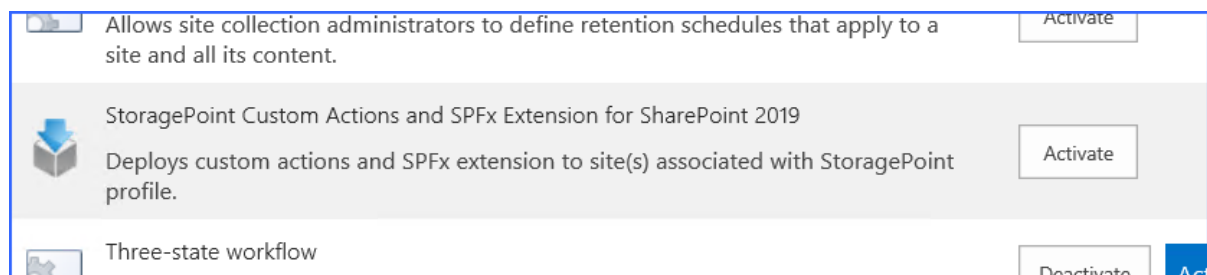 Allows site collection administrators to define retention schedules that apply to a
Activate
site and all its content.
StoragePoint Custom Actions and SPFx Extension for SharePoint 2019
Deploys custom actions and SPFx extension to site(s) associated with StoragePoint
Activate
profile.
Three-state workflow
Deactivate